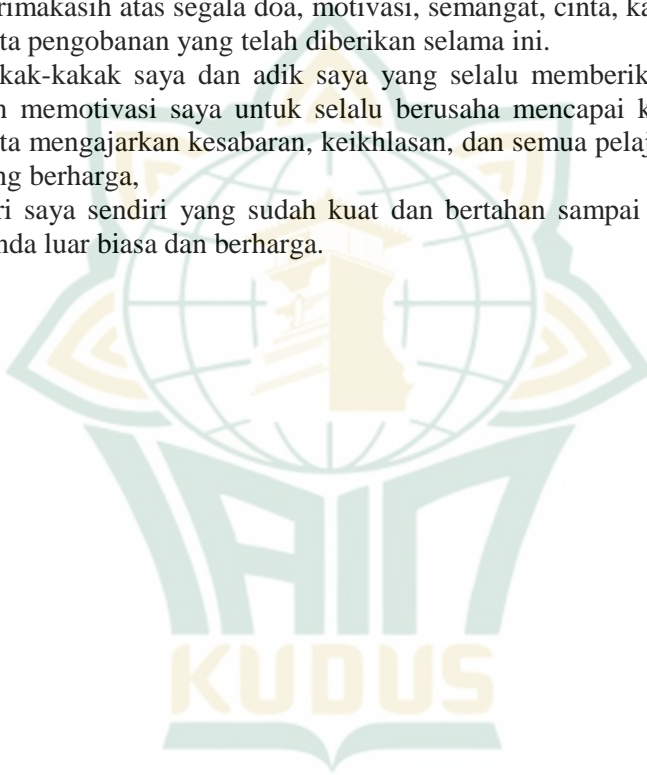 rimakasih atas segala doa, motivasi, semangat, cinta, ka
ta pengobanan yang telah diberikan selama ini.
kak-kakak saya dan adik saya yang selalu memberik
n memotivasi saya untuk selalu berusaha mencapai k
ta mengajarkan kesabaran, keikhlasan, dan semua pelaj
ng berharga,
ri saya sendiri yang sudah kuat dan bertahan sampai
nda luar biasa dan berharga.
IAIN
KUDUS